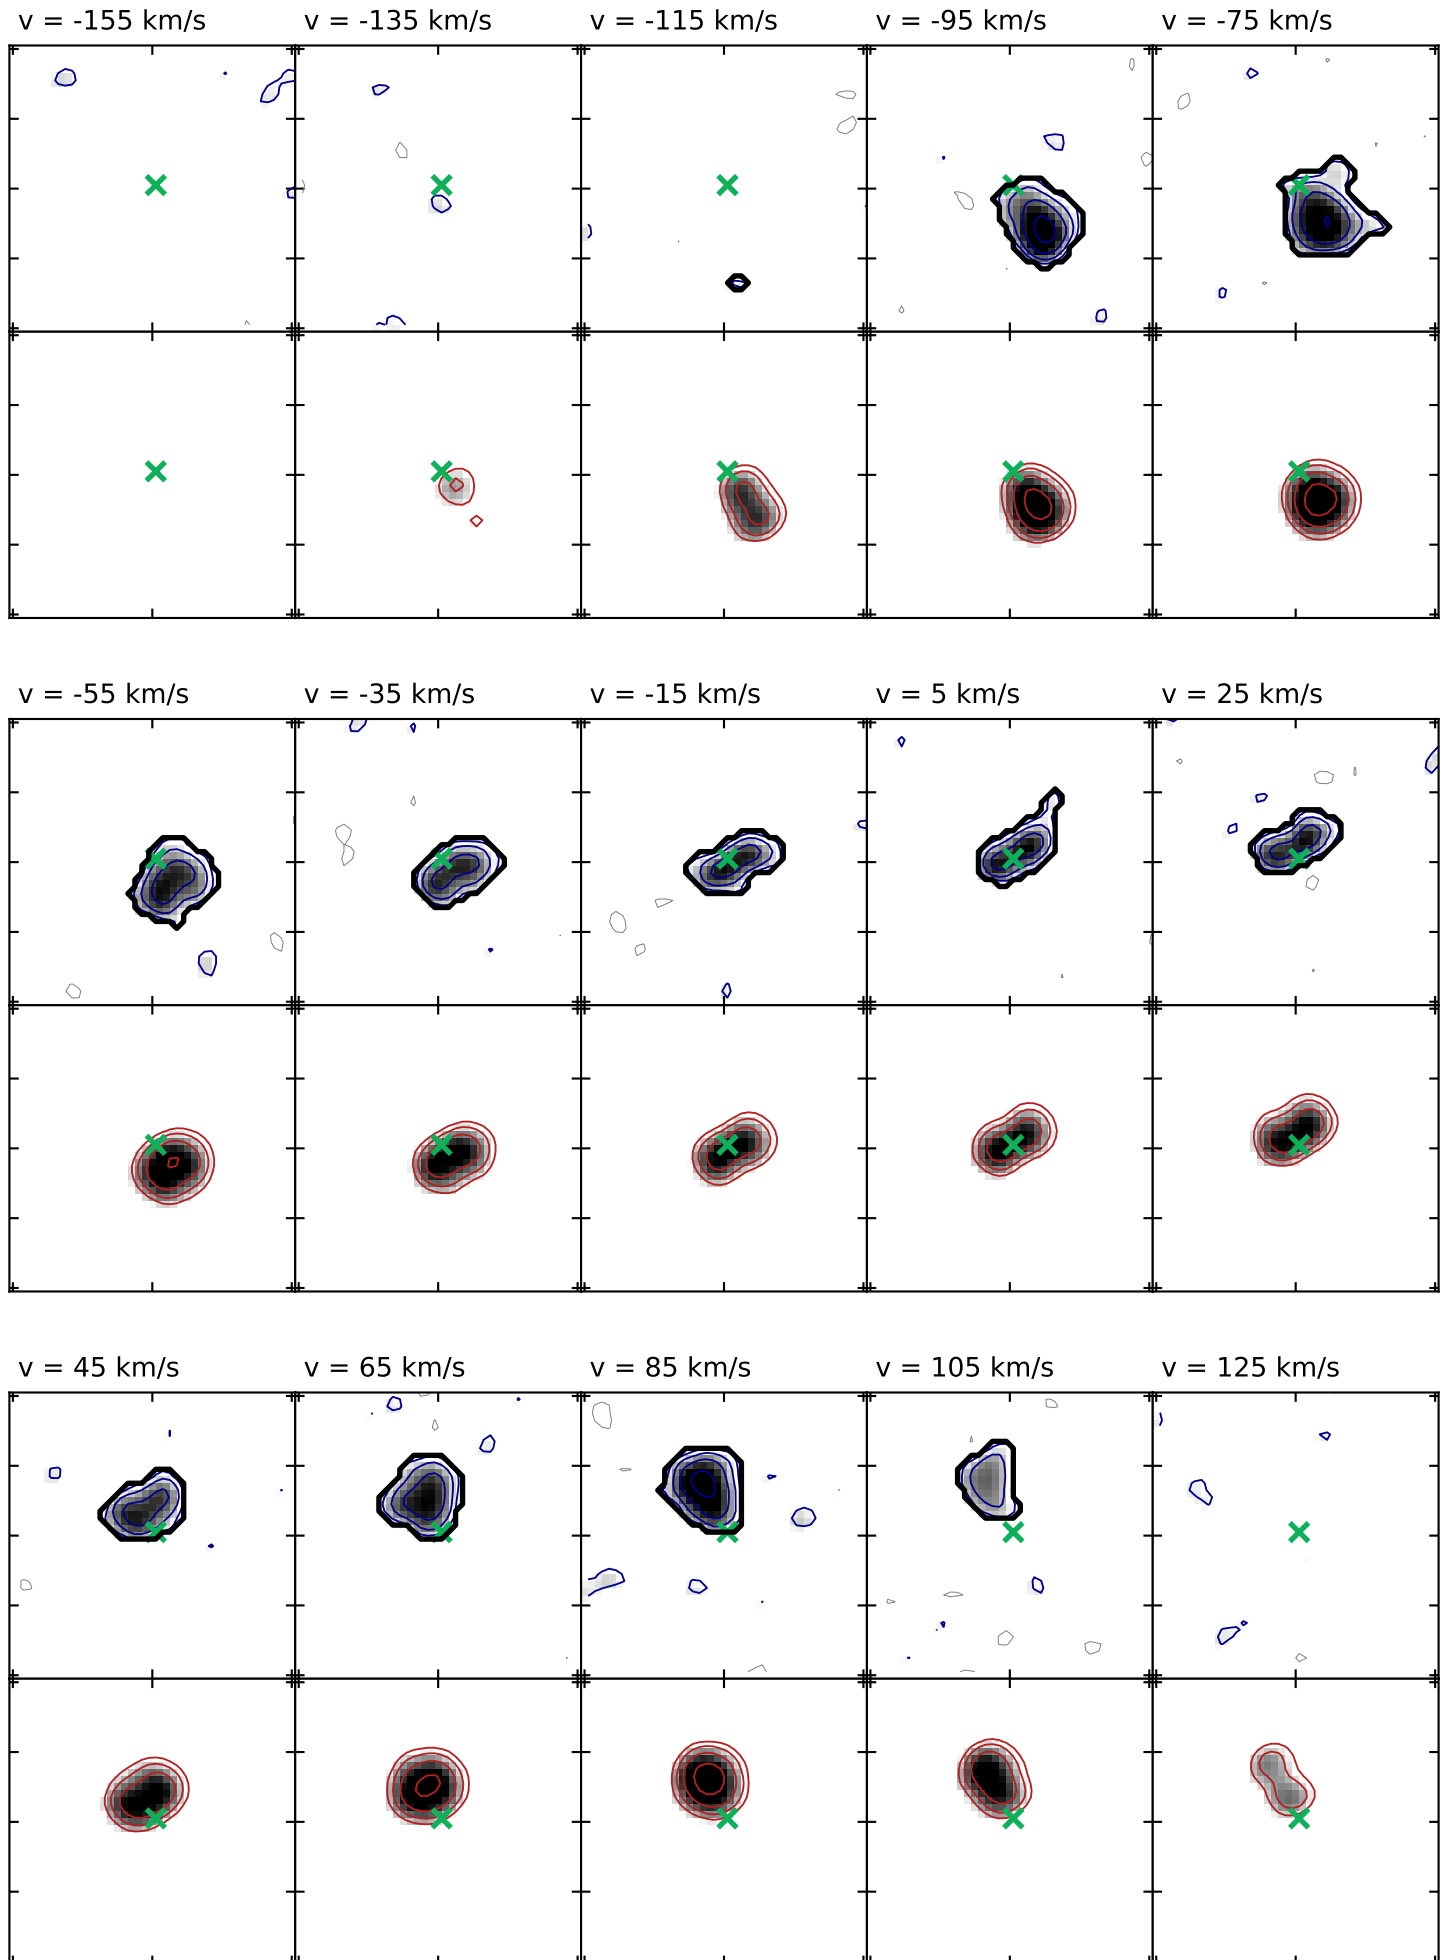 v = -155 km/s v = -135 km/s v = -115 km/s v = -95 km/s v = -75 km/s
v = -55 km/s v = -35 km/s v = -15 km/s v = 5 km/s v = 25 km/s
v = 45 km/s v = 65 km/s v = 85 km/s v = 105 km/s v = 125 km/s